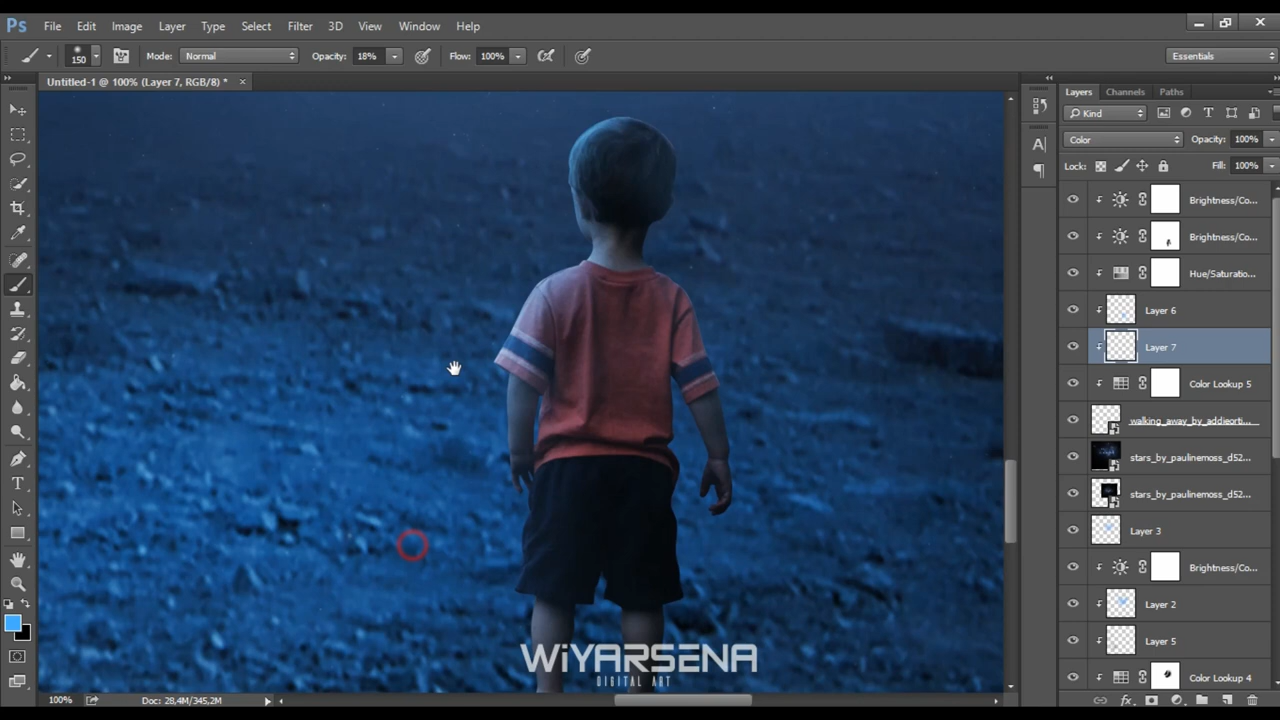 Ps File Edit Image Layer Type Select Filter 3D View Window Help
150 Mode: Normal Opacity: 18% Flow: 100% Essentials
Untitled-1 @ 100% (Layer 7, RGB/8) * ×
Layers Channels Paths
Kind
Color Opacity: 100%
Lock: Fill: 100%
Brightness/Co...
Brightness/Co...
Hue/Saturatio...
Layer 6
Layer 7
Color Lookup 5
walking_away_by_addieorti...
stars_by_paulinemoss_d52...
stars_by_paulinemoss_d52...
Layer 3
Brightness/Co...
Layer 2
Layer 5
Color Lookup 4
WiYARSENA
DIGITAL ART
100% Doc: 28,4M/345,2M